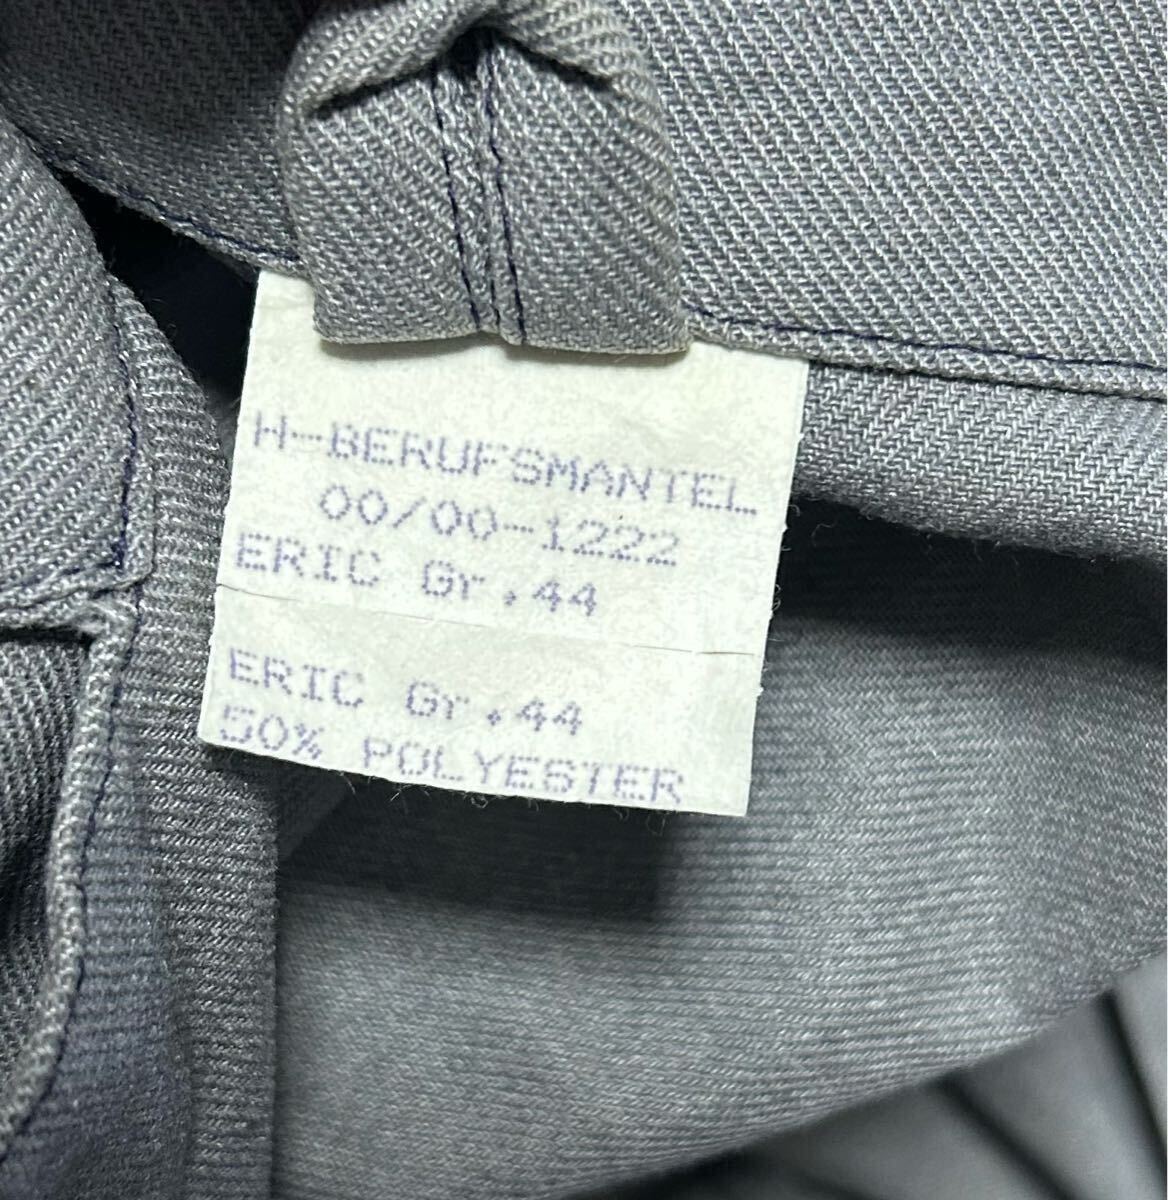 H-BERUFSMANTEL
00/00-1222
ERIC Gr.44
ERIC Gr.44
50% POLYESTER